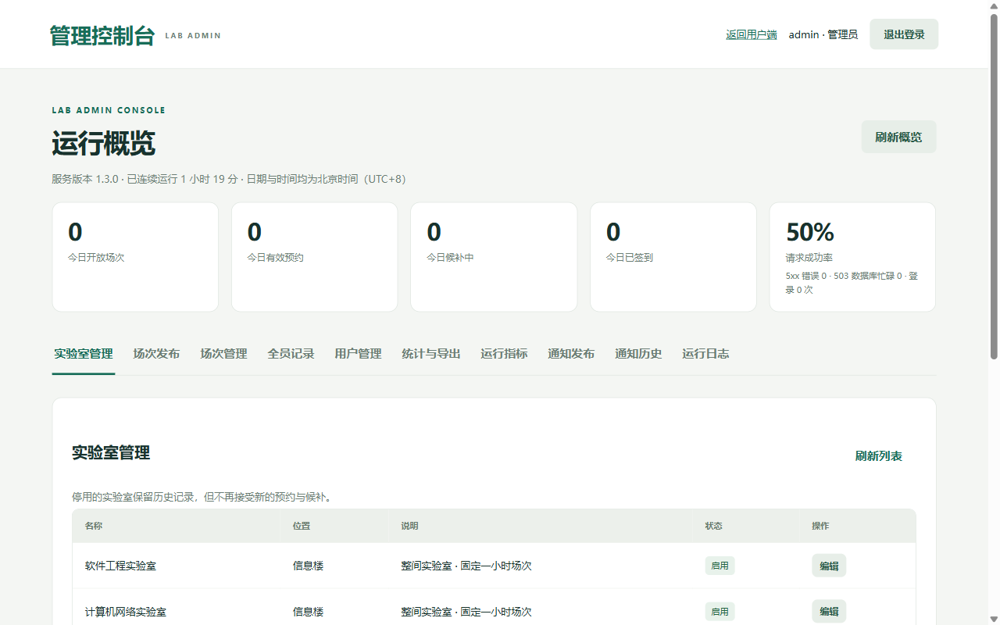 管理控制台 LAB ADMIN
返回用户端 admin · 管理员 退出登录
LAB ADMIN CONSOLE
运行概览
刷新概览
服务版本 1.3.0 · 已连续运行 1 小时 19 分 · 日期与时间均为北京时间（UTC+8）
0 0 0 0 50%
今日开放场次 今日有效预约 今日候补中 今日已签到 请求成功率
5xx 错误 0 · 503 数据库忙碌 0 · 登
录 0 次
实验室管理 场次发布 场次管理 全员记录 用户管理 统计与导出 运行指标 通知发布 通知历史 运行日志
实验室管理
刷新列表
停用的实验室保留历史记录，但不再接受新的预约与候补。
名称 位置 说明 状态 操作
软件工程实验室 信息楼 整间实验室 · 固定一小时场次 启用 编辑
计算机网络实验室 信息楼 整间实验室 · 固定一小时场次 启用 编辑